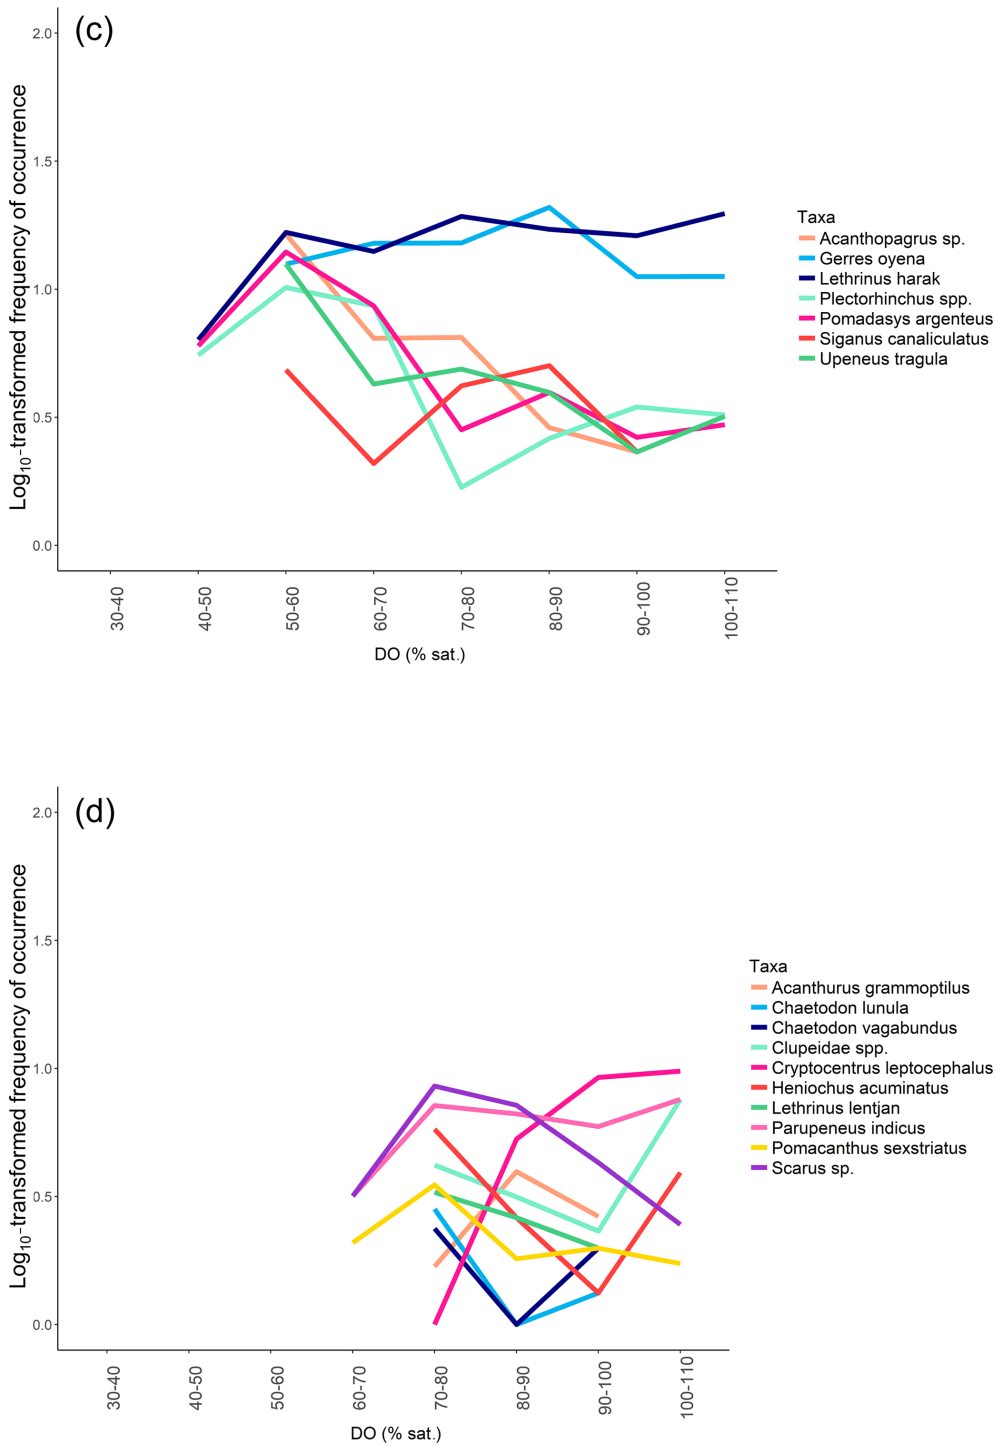 (c)
2.0
1.5
1.0
0.5
0.0
Log10-transformed frequency of occurrence
30-40
40-50
50-60
60-70
70-80
80-90
90-100
100-110
DO (% sat.)
Taxa
Acanthopagrus sp.
Gerres oyena
Lethrinus harak
Plectorhinchus spp.
Pomadasys argenteus
Siganus canaliculatus
Upeneus tragula
(d)
2.0
1.5
1.0
0.5
0.0
Log10-transformed frequency of occurrence
30-40
40-50
50-60
60-70
70-80
80-90
90-100
100-110
DO (% sat.)
Taxa
Acanthurus grammoptilus
Chaetodon lunula
Chaetodon vagabundus
Clupeidae spp.
Cryptocentrus leptocephalus
Heniochus acuminatus
Lethrinus lentjan
Parupeneus indicus
Pomacanthus sexstriatus
Scarus sp.